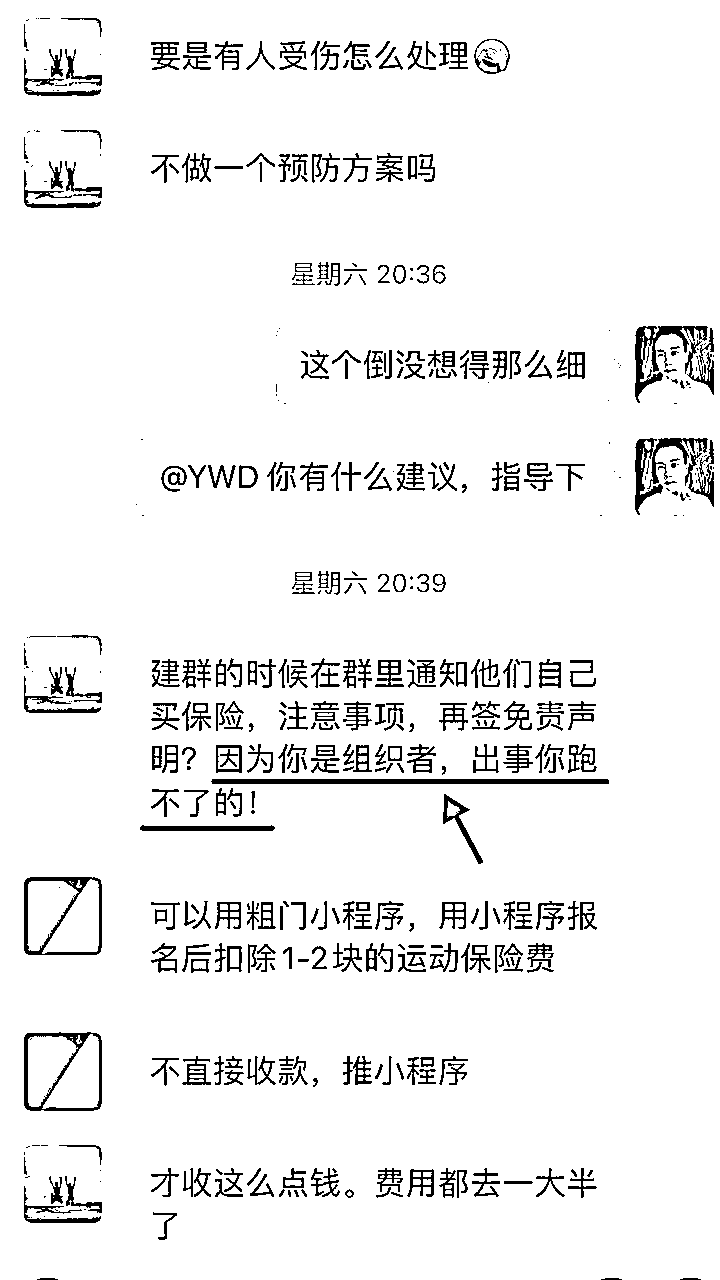 要是有人受伤怎么处理
不做一个预防方案吗
星期六 20:36
这个倒没想得那么细
@YWD 你有什么建议，指导下
星期六 20:39
建群的时候在群里通知他们自己
买保险，注意事项，再签免责声
明？因为你是组织者，出事你跑
不了的！
可以用粗门小程序，用小程序报
名后扣除1-2块的运动保险费
不直接收款，推小程序
才收这么点钱。费用都去一大半
了